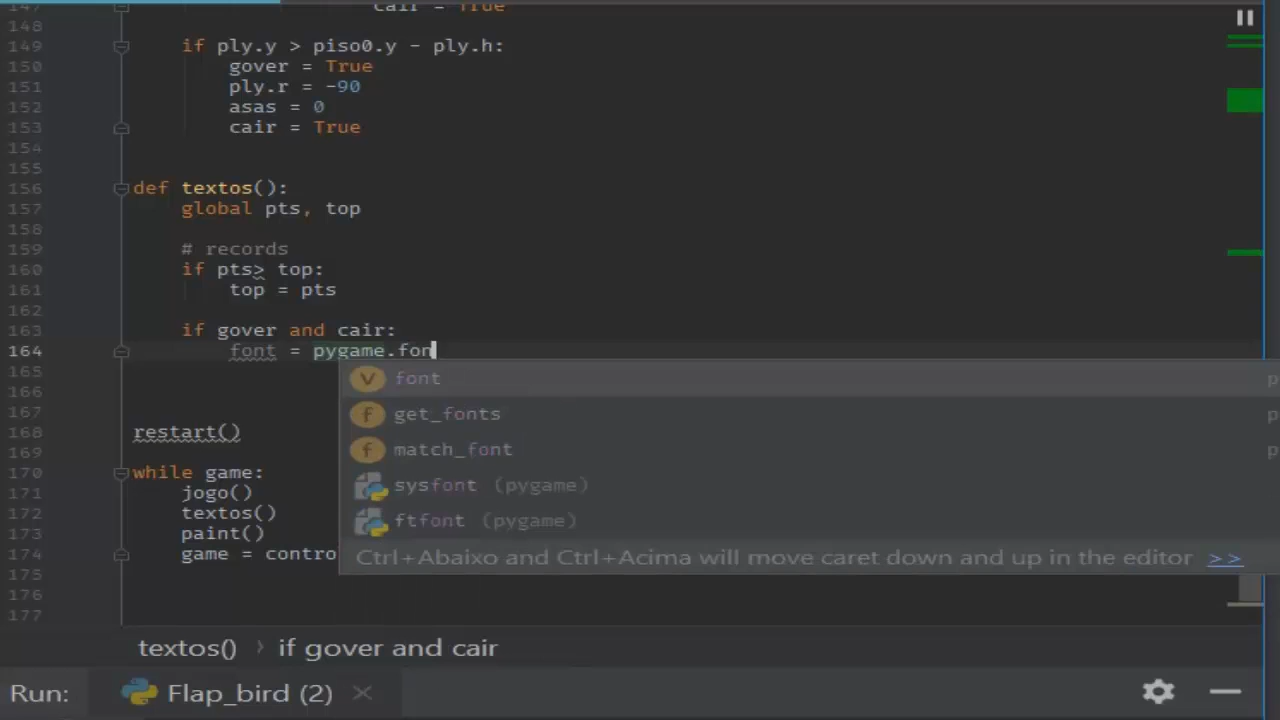 147 cair = True
148
149 if ply.y > piso0.y - ply.h:
150 gover = True
151 ply.r = -90
152 asas = 0
153 cair = True
154
155
156 def textos():
157 global pts, top
158
159 # records
160 if pts> top:
161 top = pts
162
163 if gover and cair:
164 font = pygame.fon
165 font p
166 get_fonts
167 match_font p
168 restart()
169 sysfont (pygame)
170 while game:
171 jogo()
172 textos() ftfont (pygame)
173 paint()
174 game = contro
Ctrl+Abaixo and Ctrl+Acima will move caret down and up in the editor >>
175
176
177
textos() › if gover and cair
Run: Flap_bird (2)